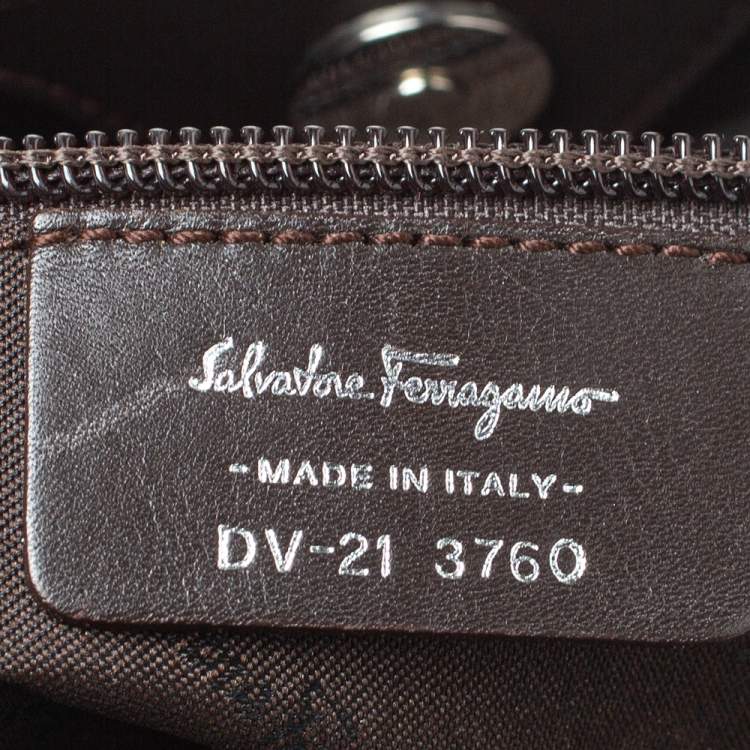 Salvatore Ferragamo
-MADE IN ITALY-
DV-21 3760